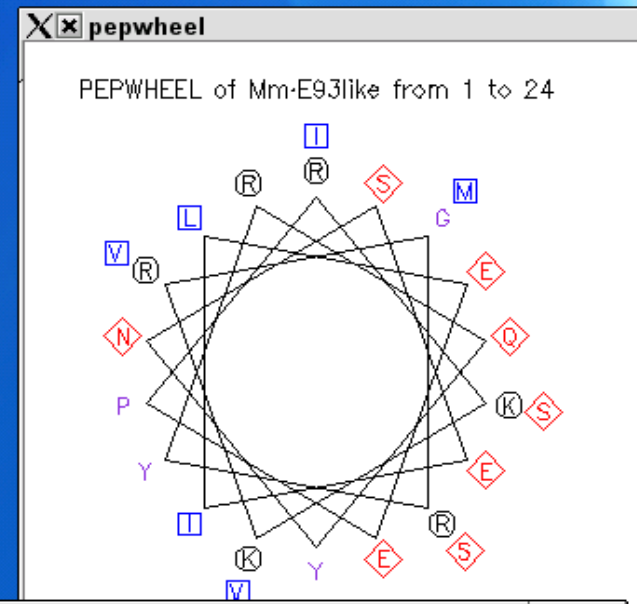 pepwheel
PEPWHEEL of Mm-E93like from 1 to 24
I
R R S M
L G
V R E
N Q
P K S
Y E
I R
K Y E S
V